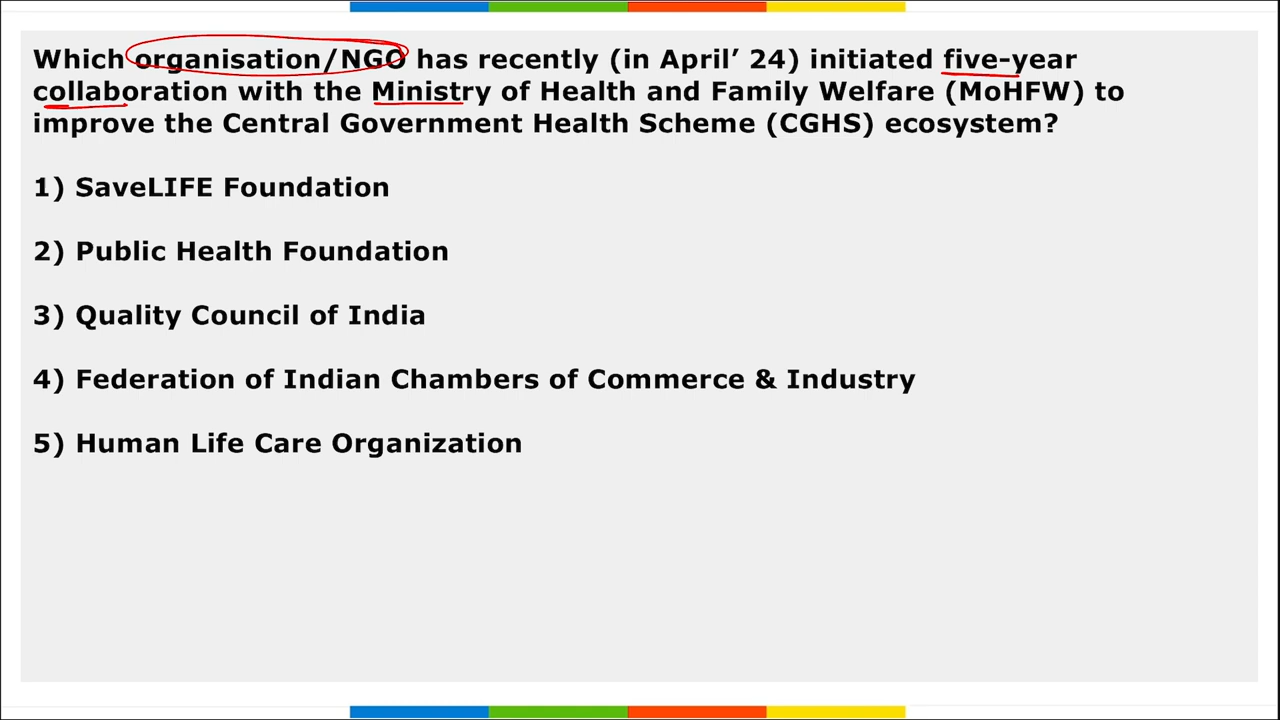 Which organisation/NGO has recently (in April’ 24) initiated five-year
collaboration with the Ministry of Health and Family Welfare (MoHFW) to
improve the Central Government Health Scheme (CGHS) ecosystem?
1) SaveLIFE Foundation
2) Public Health Foundation
3) Quality Council of India
4) Federation of Indian Chambers of Commerce & Industry
5) Human Life Care Organization